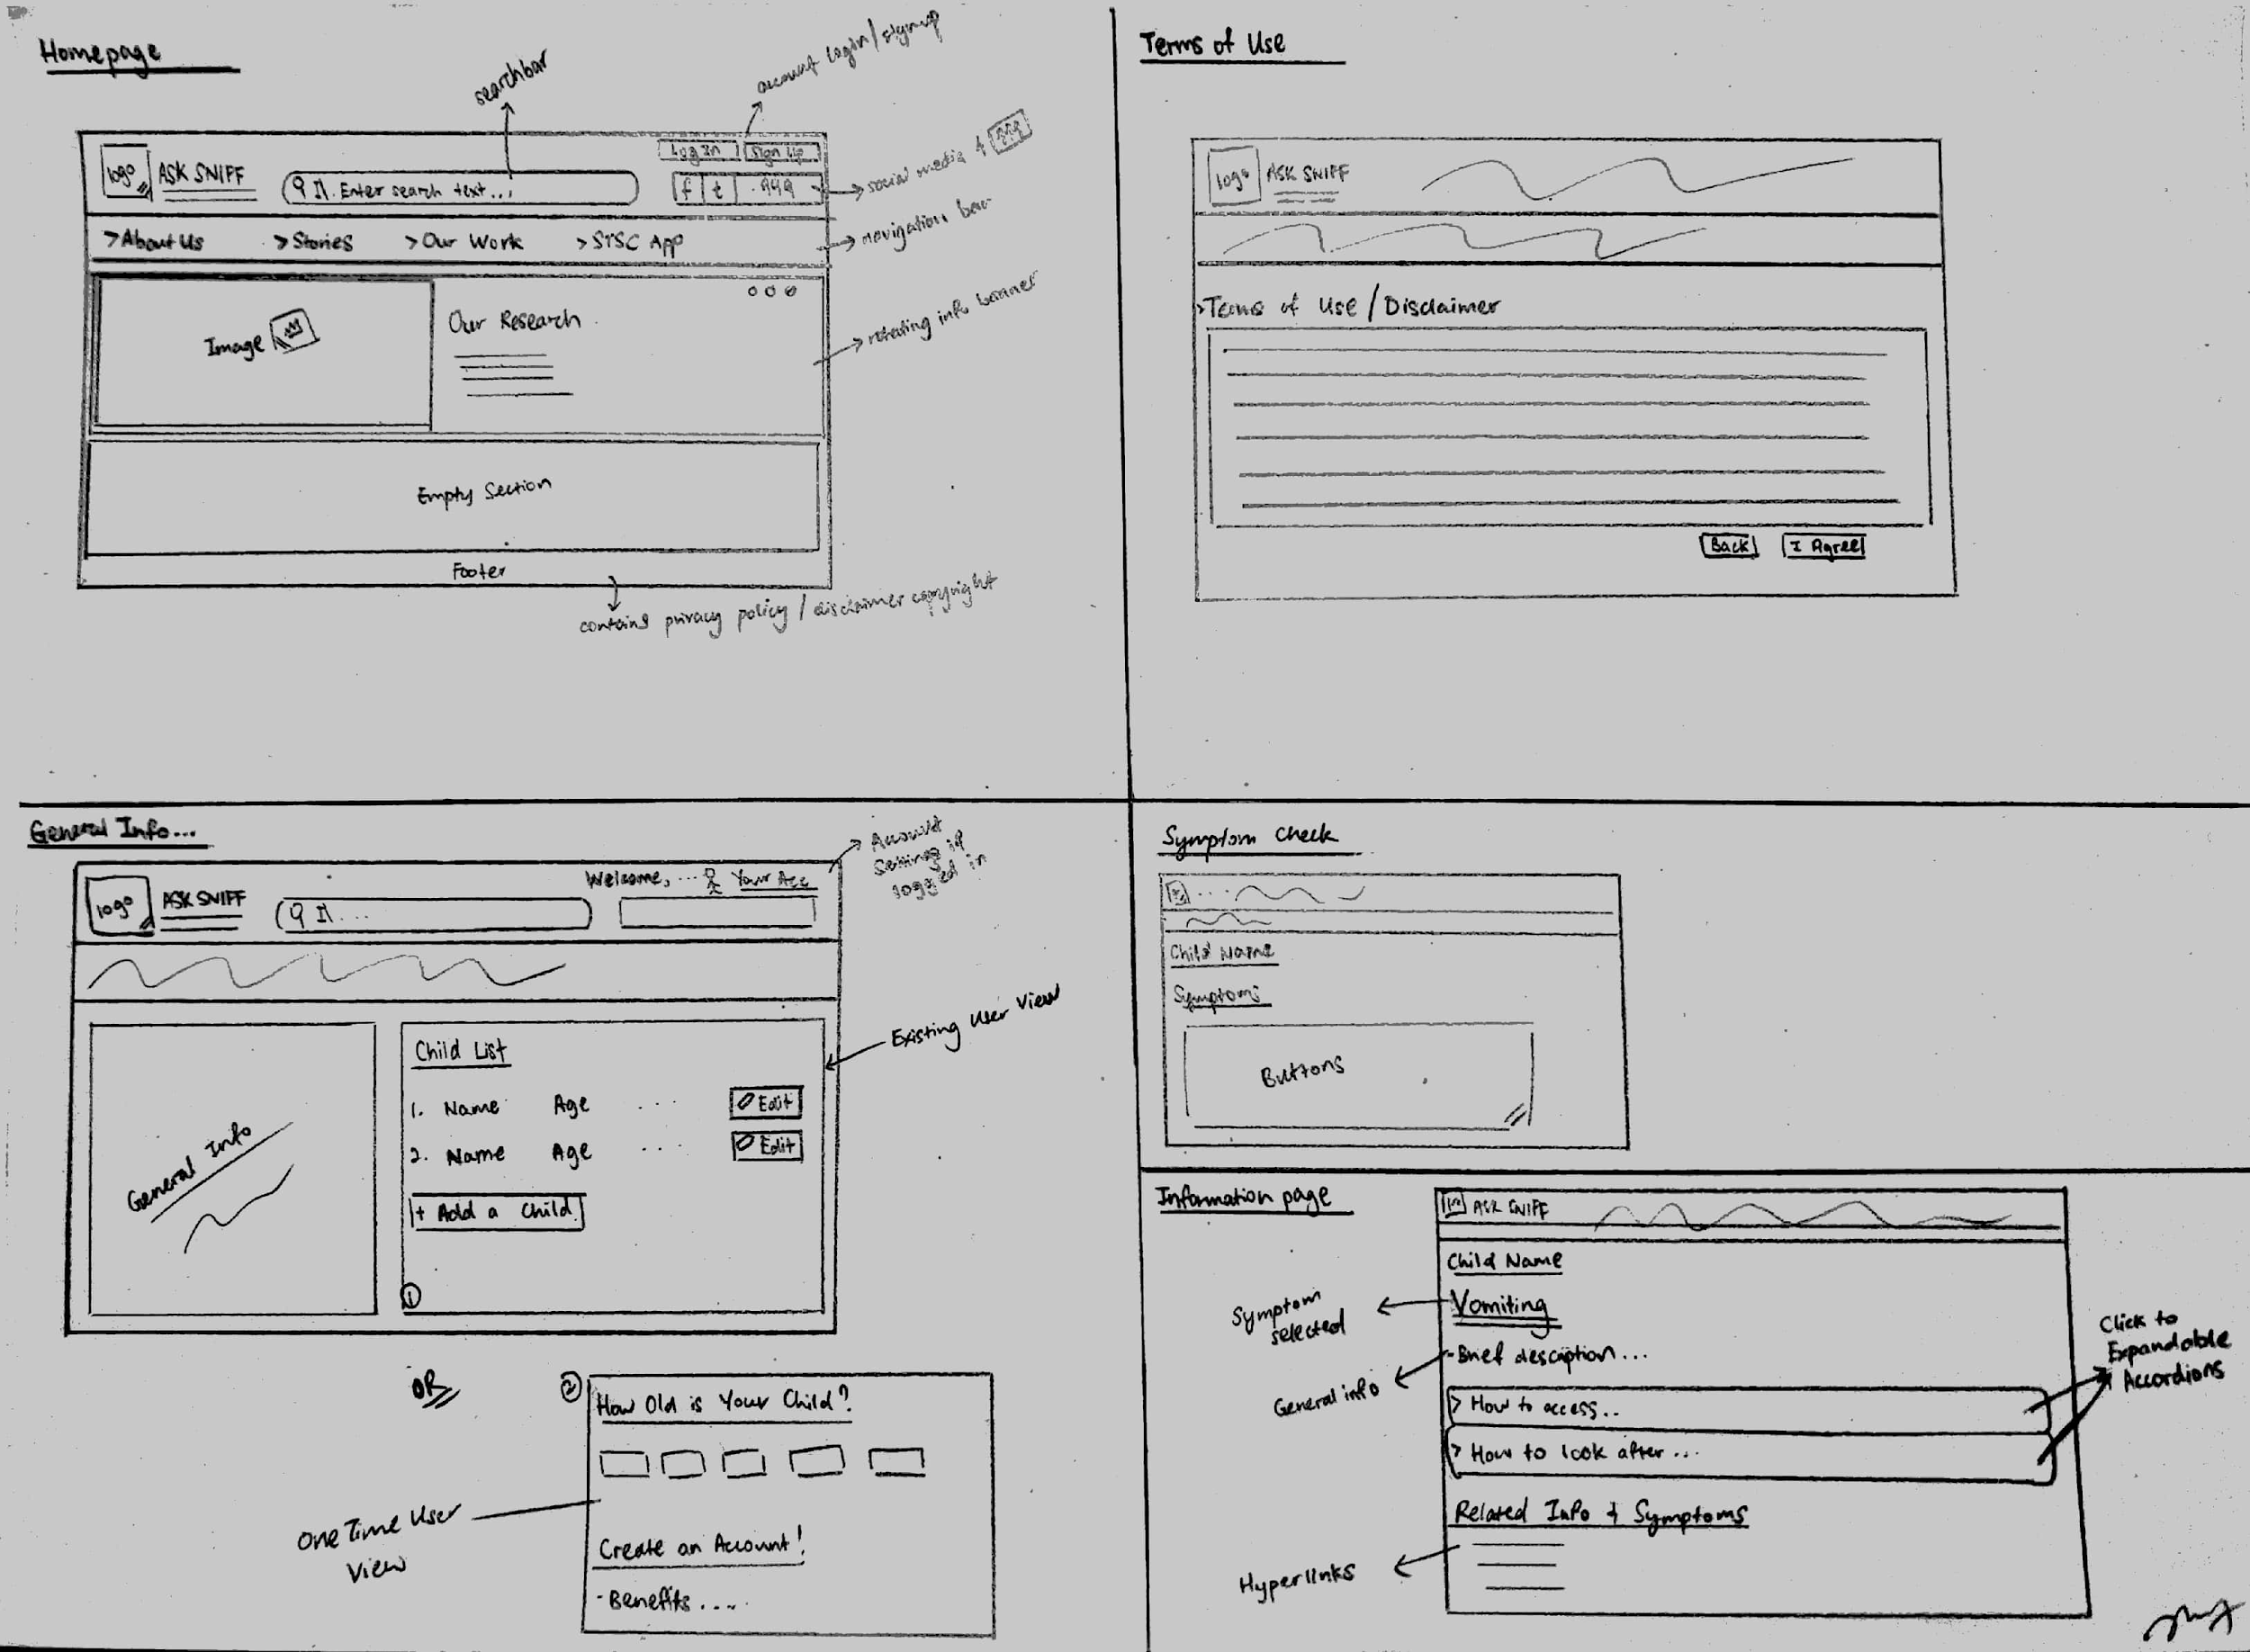 Homepage
searchbar
account login/signup
Log In
Sign Up
logo
ASK SNIFF
Enter search text...
f
t
999
social media &
>About Us
>Stories
>Our Work
>STSC App
navigation bar
Image
Our Research
rotating info banner
Empty Section
Footer
contains privacy policy / disclaimer copyright
Terms of Use
logo
ASK SNIFF
>Terms of Use / Disclaimer
Back
I Agree
General Info...
Account
Settings if
logged in
Welcome, ...
Your Acc
logo
ASK SNIFF
General Info
Child List
Existing User View
1. Name Age ....
Edit
2. Name Age ...
Edit
+ Add a Child
1
OR
2
How Old is Your Child?
One Time User
View
Create an Account!
- Benefits ....
Symptom Check
Child Name
Symptoms
Buttons
Information page
ASK SNIFF
Child Name
Symptom
selected
Vomiting
- Brief desciption...
General info
> How to access..
> How to look after...
Click to
Expandable
Accordions
Related Info & Symptoms
Hyperlinks